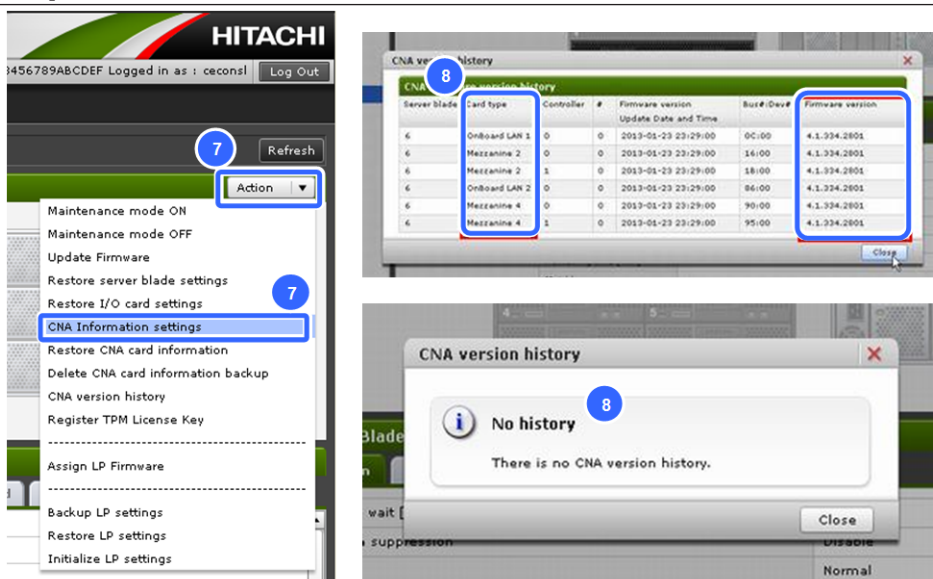 HITACHI
3456789ABCDEF Logged in as : ceconsl Log Out
7
Refresh
Action
Maintenance mode ON
Maintenance mode OFF
Update Firmware
Restore server blade settings
7
Restore I/O card settings
CNA Information settings
Restore CNA card information
Delete CNA card information backup
CNA version history
Register TPM License Key
Assign LP Firmware
Backup LP settings
Restore LP settings
Initialize LP settings
CNA version history
8
CNA version history
Server blade Card type Controller # Firmware version Bus#:Dev# Firmware version
Update Date and Time
6 OnBoard LAN 1 0 0 2013-01-23 23:29:00 0C:00 4.1.334.2801
6 Mezzanine 2 0 0 2013-01-23 23:29:00 16:00 4.1.334.2801
6 Mezzanine 2 1 0 2013-01-23 23:29:00 18:00 4.1.334.2801
6 OnBoard LAN 2 0 0 2013-01-23 23:29:00 86:00 4.1.334.2801
6 Mezzanine 4 0 0 2013-01-23 23:29:00 90:00 4.1.334.2801
6 Mezzanine 4 1 0 2013-01-23 23:29:00 95:00 4.1.334.2801
Close
4 5
CNA version history
8
No history
There is no CNA version history.
Blade
wait [
suppression
Close
Disable
Normal